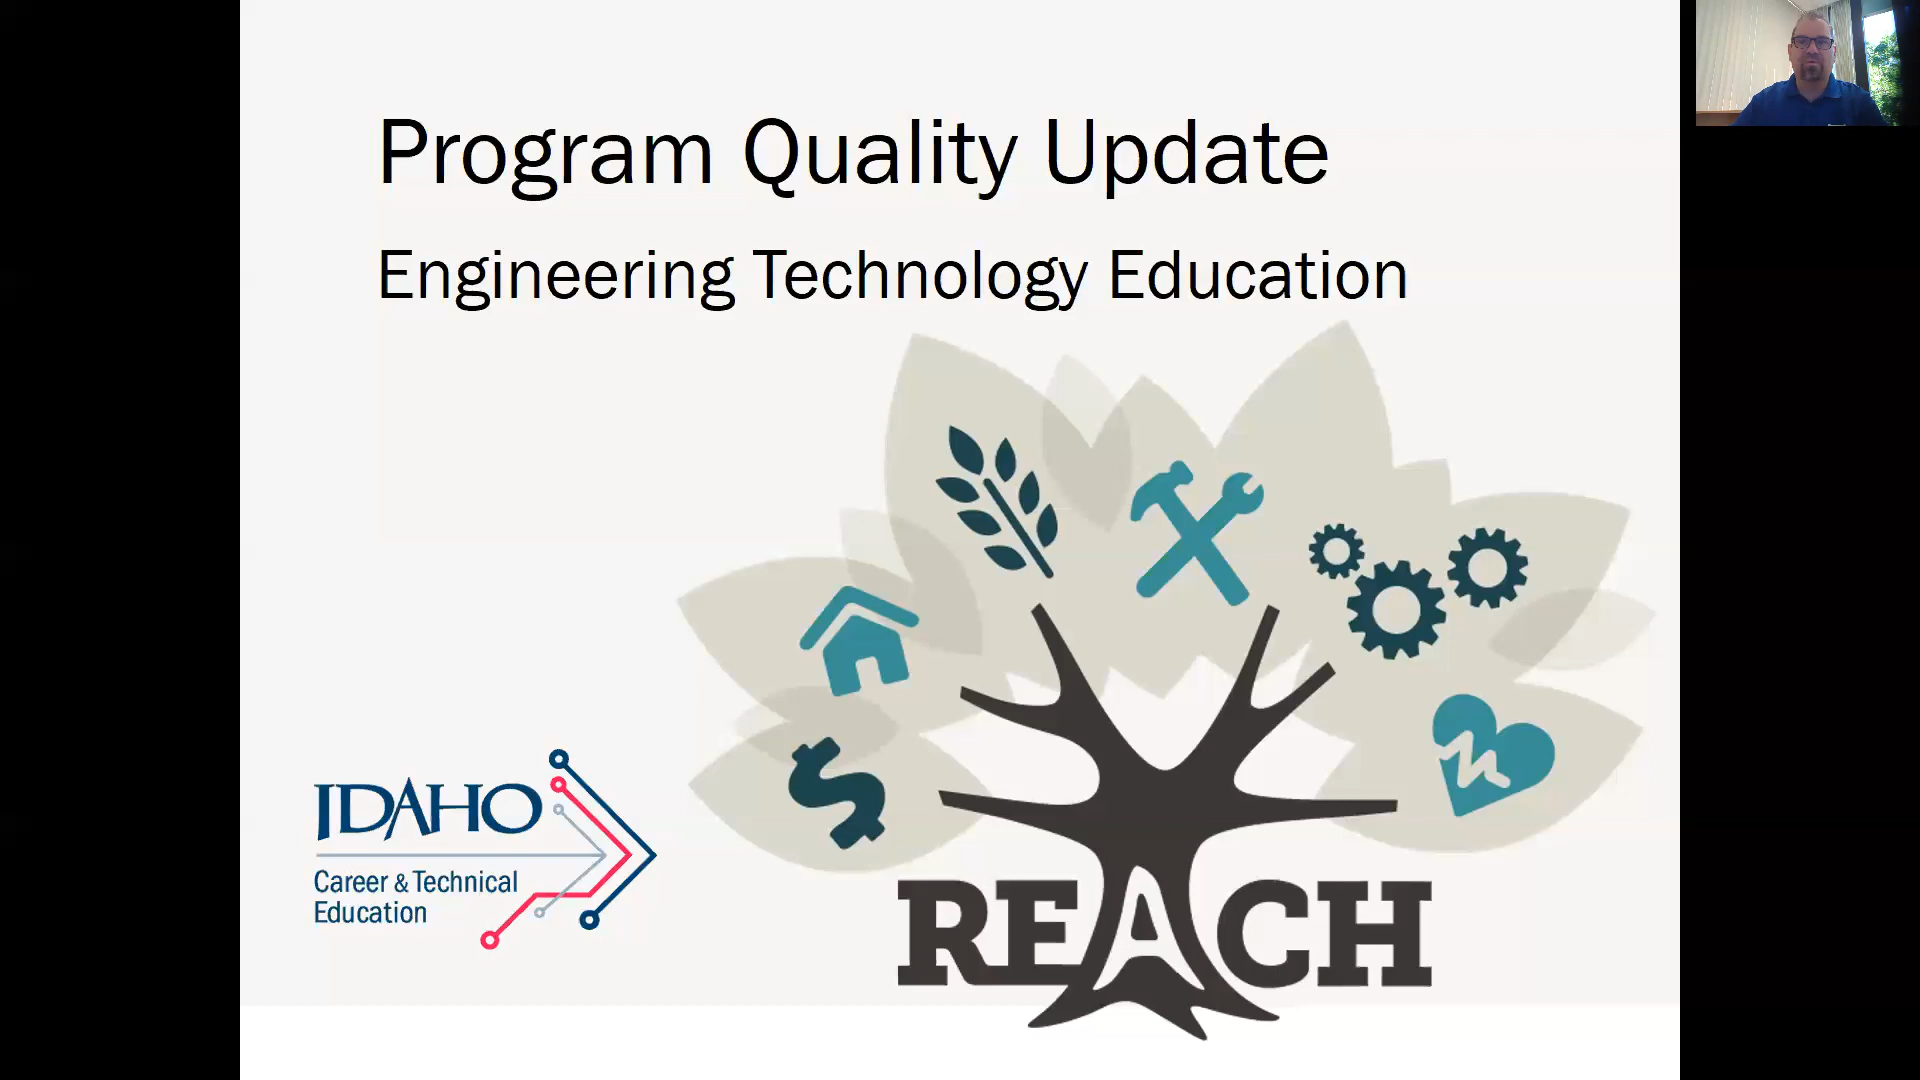 Program Quality Update
Engineering Technology Education
IDAHO
Career & Technical
Education
REACH